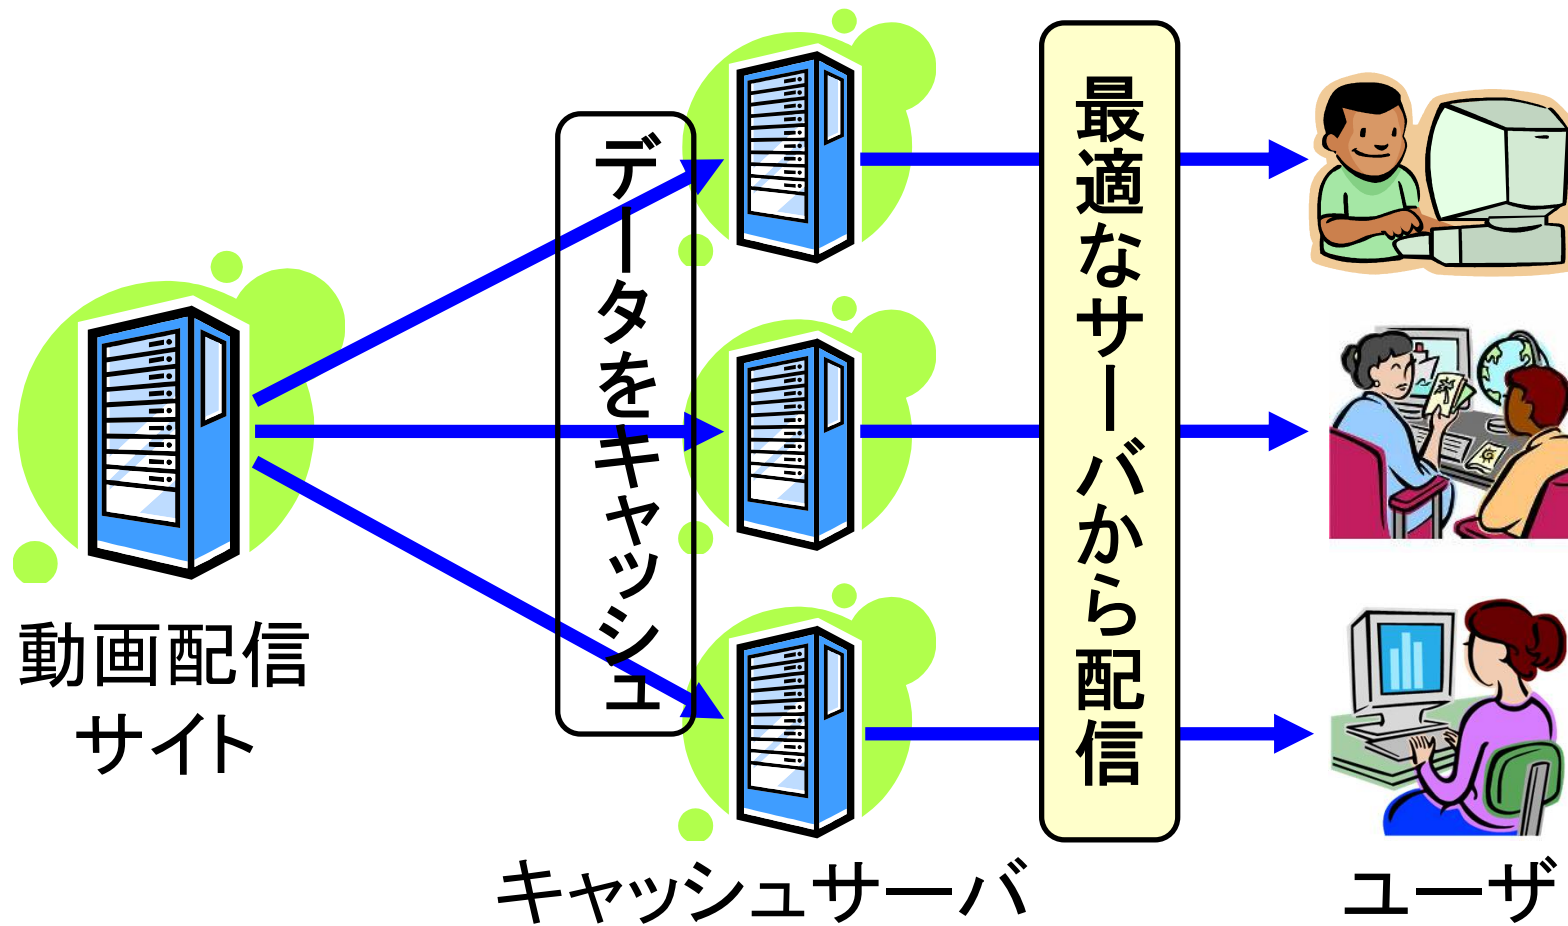 動画配信
サイト
データをキャッシュ
キャッシュサーバ
最適なサーバから配信
ユーザ